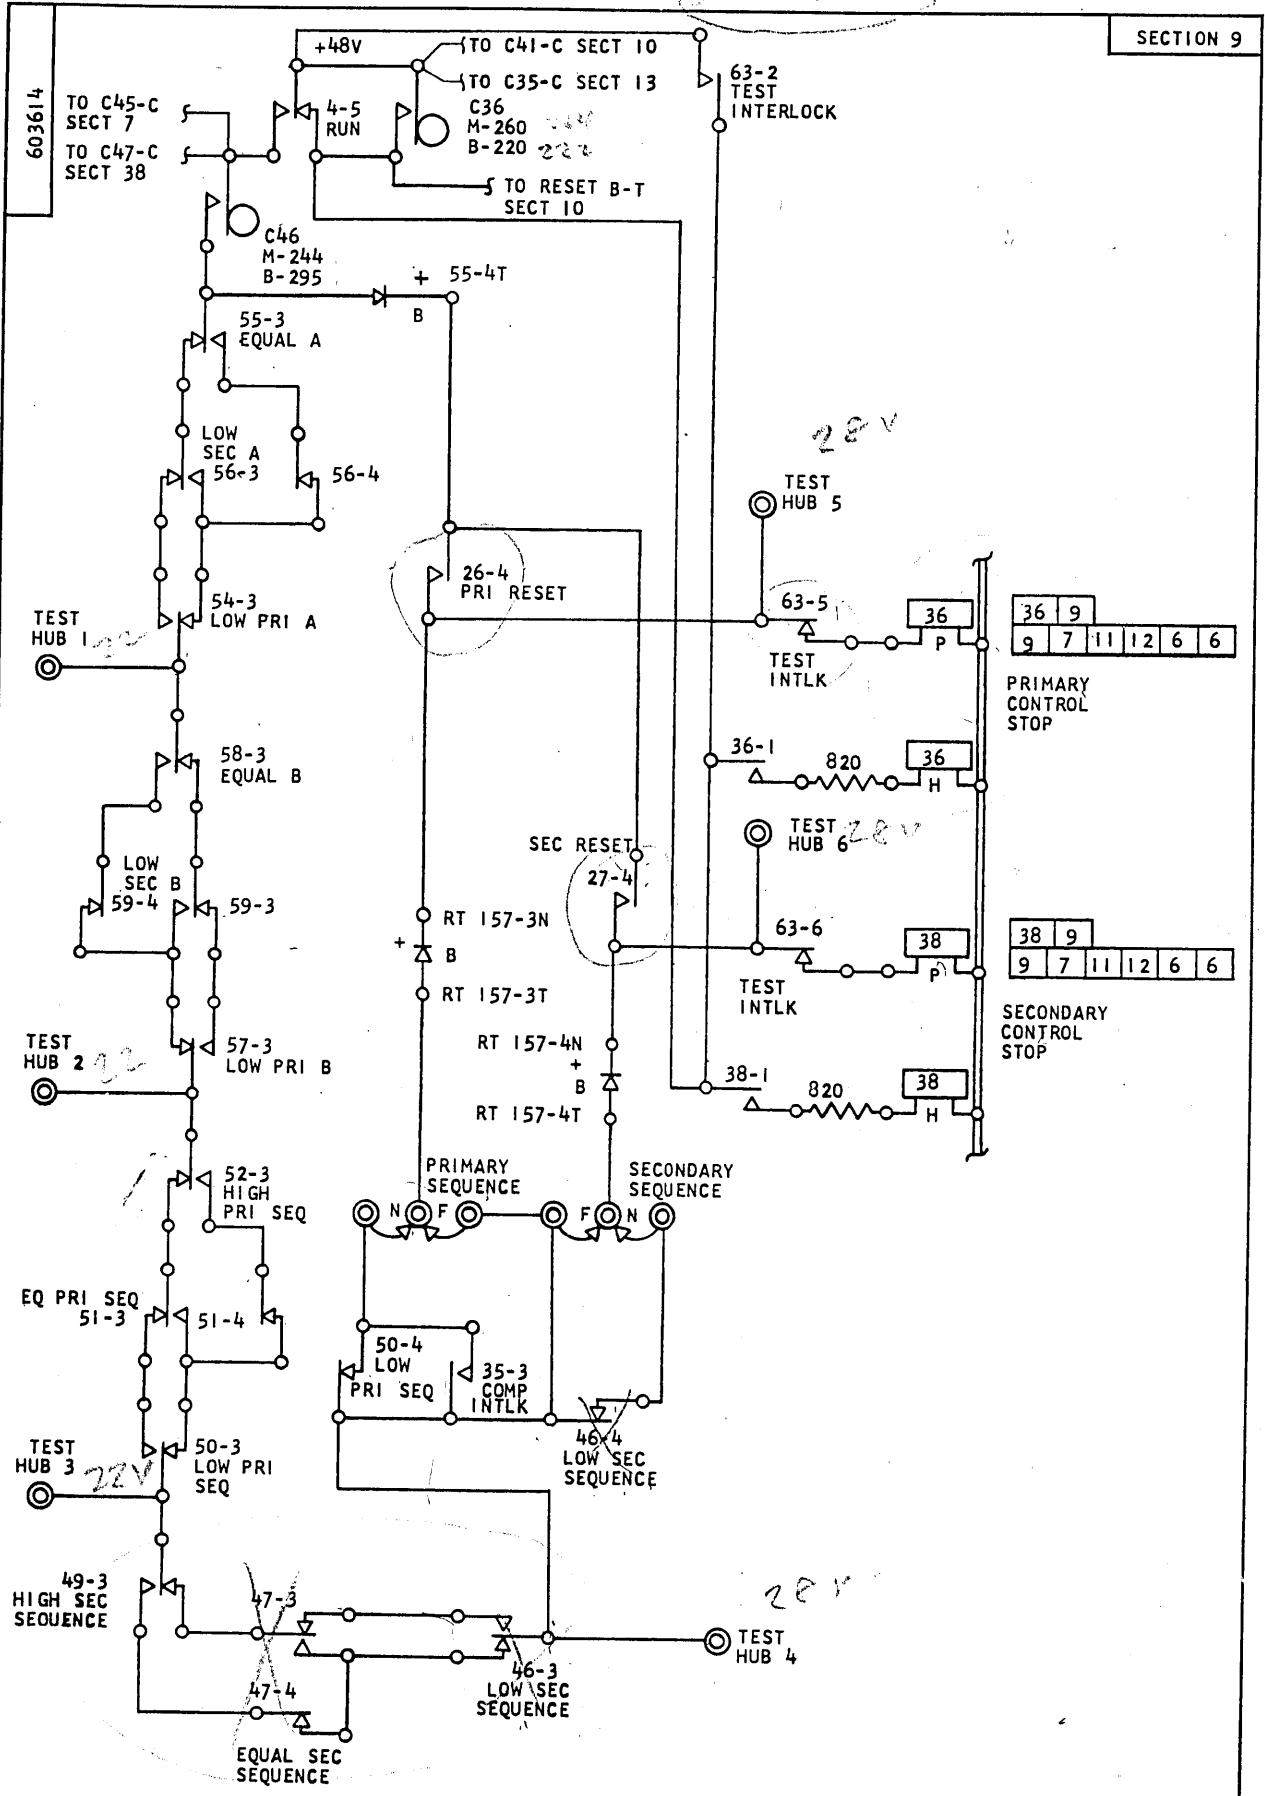 SECTION 9
603614
+48V
TO C41-C SECT 10
TO C35-C SECT 13
63-2
TEST
INTERLOCK
TO C45-C
SECT 7
TO C47-C
SECT 38
4-5
RUN
C36
M-260
B-220
222
TO RESET B-T
SECT 10
C46
M-244
B-295
+ 55-4T
B
55-3
EQUAL A
LOW
SEC A
56-3
56-4
28 V
TEST
HUB 5
26-4
PRI RESET
54-3
LOW PRI A
TEST
HUB 1
22
63-5
TEST
INTLK
36
P
36 9
9 7 11 12 6 6
PRIMARY
CONTROL
STOP
58-3
EQUAL B
36-1
820
36
H
TEST
HUB 6
28 V
SEC RESET
27-4
LOW
SEC B
59-4
59-3
RT 157-3N
+
B
RT 157-3T
63-6
TEST
INTLK
38
P
38 9
9 7 11 12 6 6
SECONDARY
CONTROL
STOP
57-3
LOW PRI B
TEST
HUB 2
22
RT 157-4N
+
B
RT 157-4T
38-1
820
38
H
52-3
HIGH
PRI SEQ
PRIMARY
SEQUENCE
N F
SECONDARY
SEQUENCE
F N
EQ PRI SEQ
51-3
51-4
50-4
LOW
PRI SEQ
35-3
COMP
INTLK
46-4
LOW SEC
SEQUENCE
TEST
HUB 3
22V
50-3
LOW PRI
SEQ
49-3
HIGH SEC
SEQUENCE
47-3
28 V
TEST
HUB 4
46-3
LOW SEC
SEQUENCE
47-4
EQUAL SEC
SEQUENCE